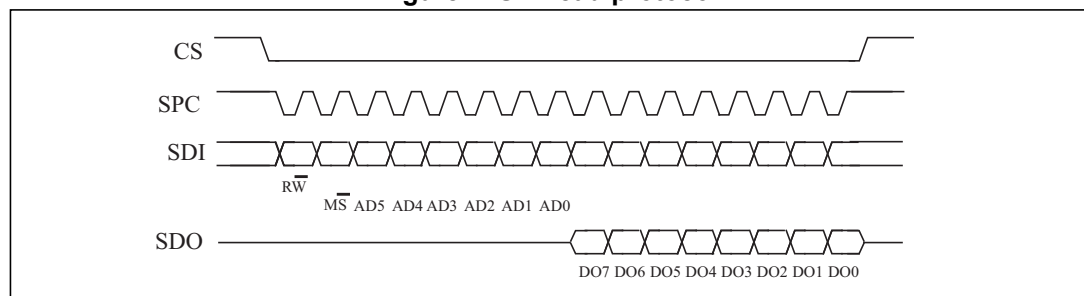 CS
SPC
SDI
RW̅
MS̅ AD5 AD4 AD3 AD2 AD1 AD0
SDO
DO7 DO6 DO5 DO4 DO3 DO2 DO1 DO0